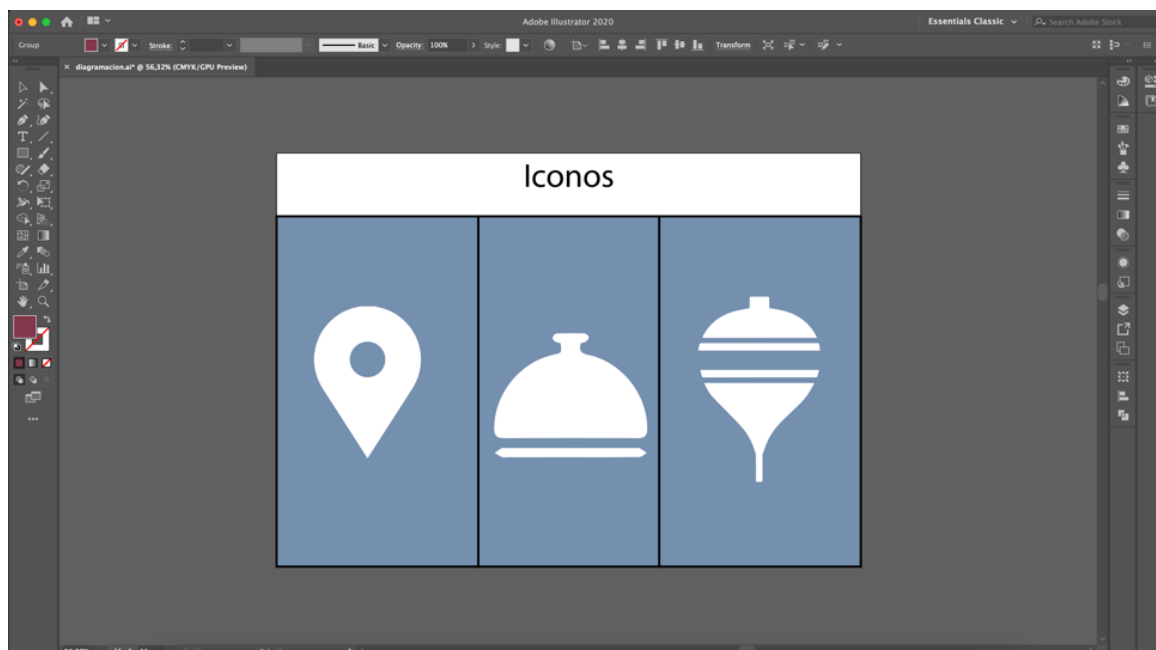 Adobe Illustrator 2020
Essentials Classic
Search Adobe Stock
Group
Stroke:
Basic
Opacity: 100%
Style:
Transform
× diagramacion.ai* @ 56,32% (CMYK/GPU Preview)
Iconos